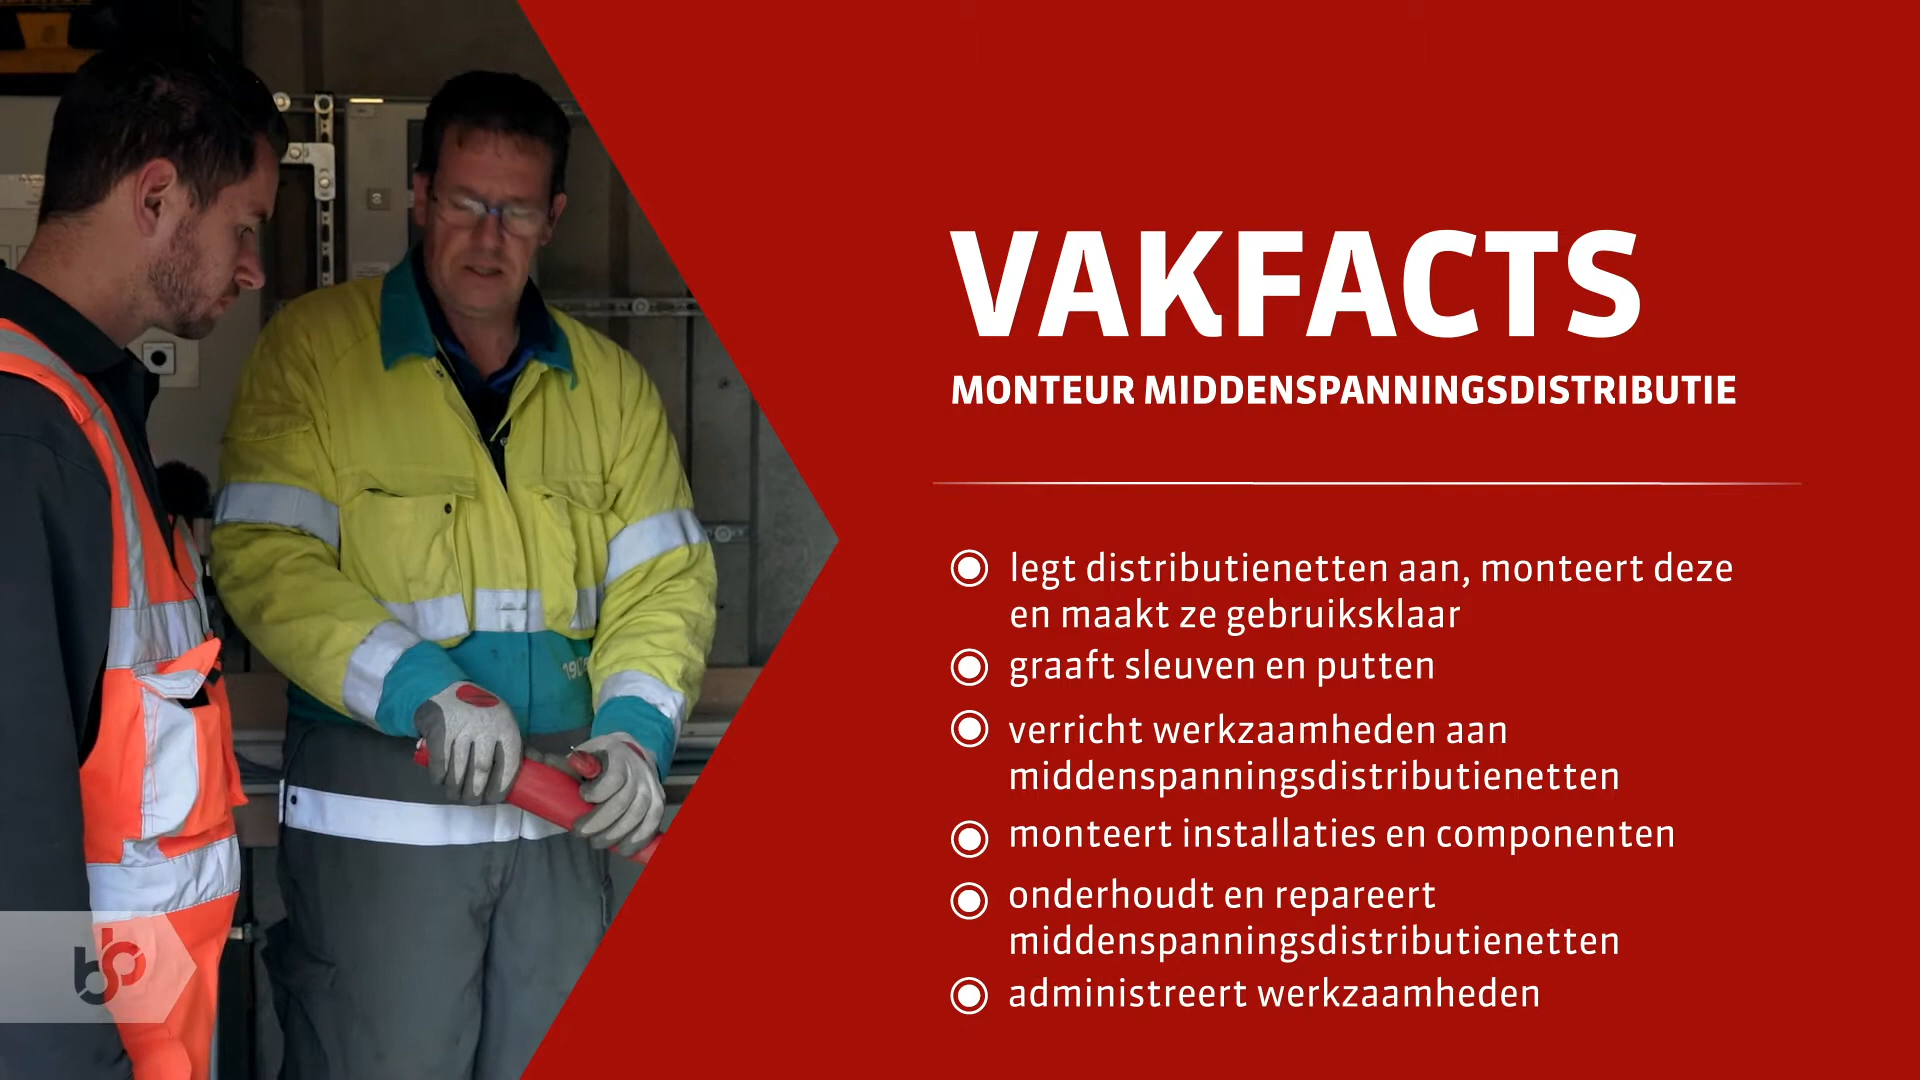 VAKFACTS
MONTEUR MIDDENSPANNINGSDISTRIBUTIE
legt distributienetten aan, monteert deze
en maakt ze gebruiksklaar
graaft sleuven en putten
verricht werkzaamheden aan
middenspanningsdistributienetten
monteert installaties en componenten
onderhoudt en repareert
middenspanningsdistributienetten
administreert werkzaamheden